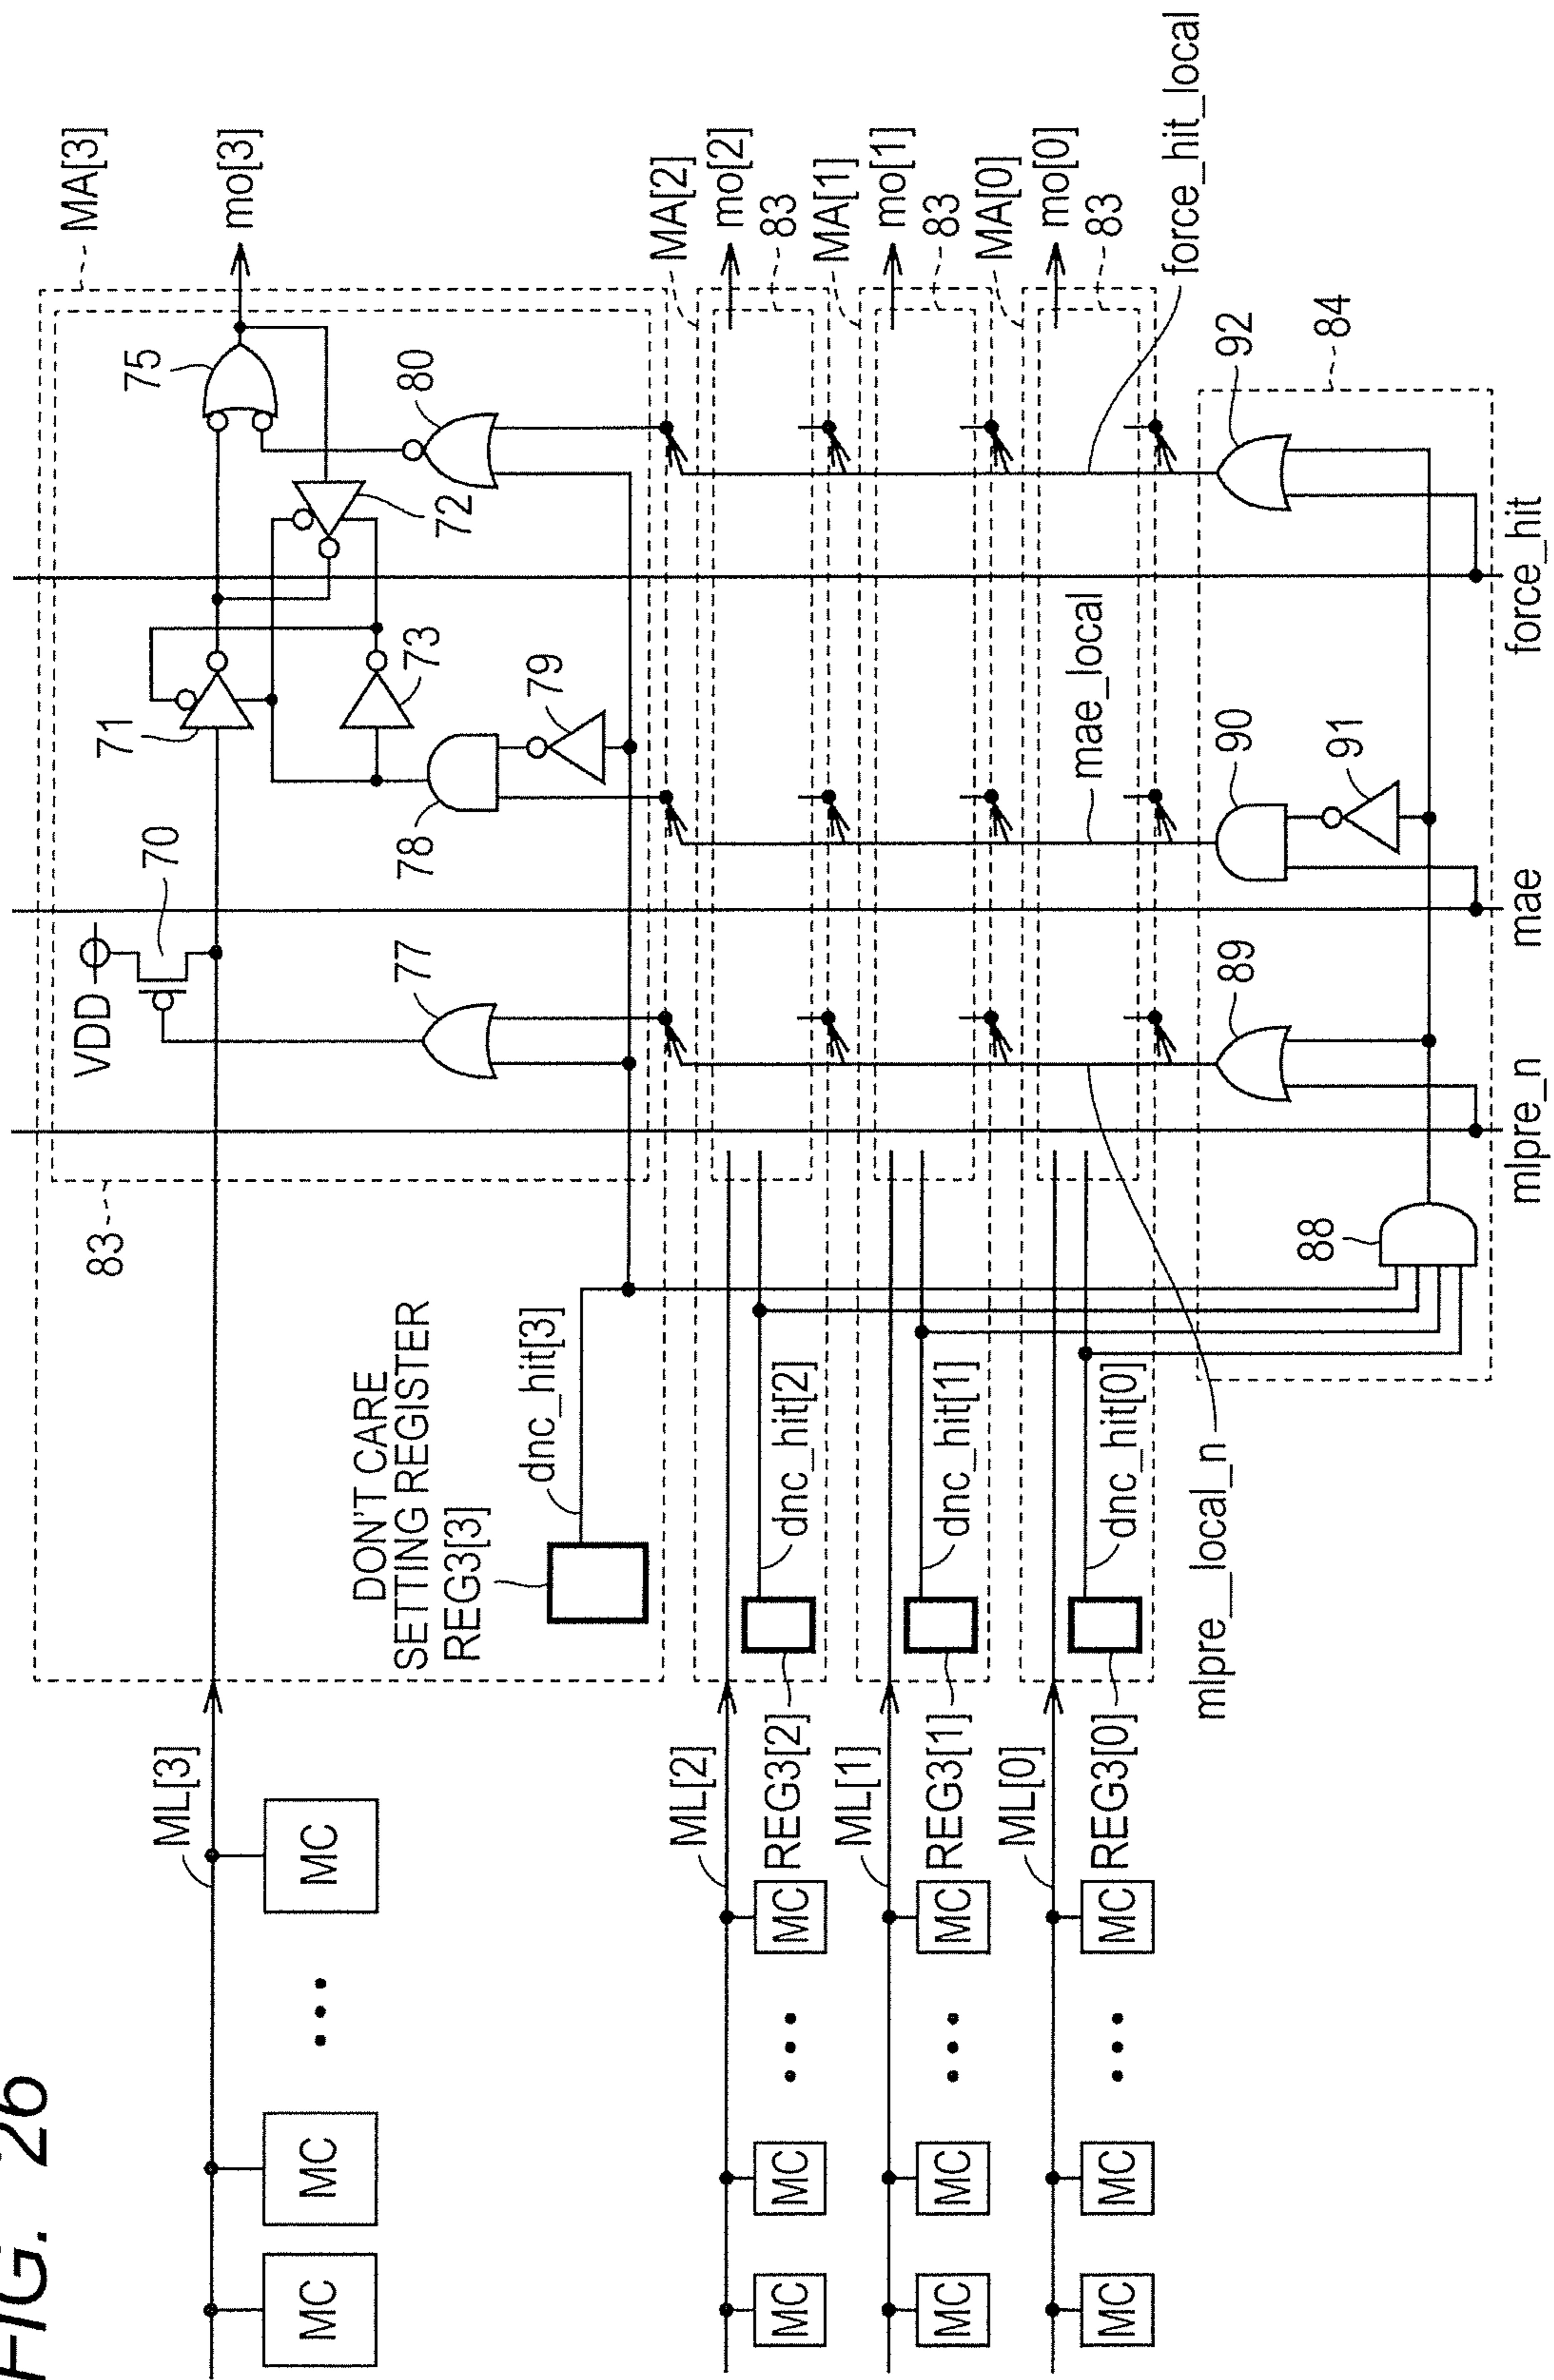 FIG. 26
MA[3]
mo[3]
75
80
72
71
73
79
78
VDD
70
77
83
DON'T CARE
SETTING REGISTER
REG3[3]
dnc_hit[3]
ML[3]
MC
MC
MC
MA[2]
mo[2]
83
dnc_hit[2]
ML[2]
REG3[2]
MC
MC
MC
MA[1]
mo[1]
83
dnc_hit[1]
ML[1]
REG3[1]
MC
MC
MC
MA[0]
mo[0]
83
dnc_hit[0]
ML[0]
REG3[0]
MC
MC
MC
force_hit_local
mae_local
mlpre_local_n
84
92
90
91
89
88
force_hit
mae
mlpre_n